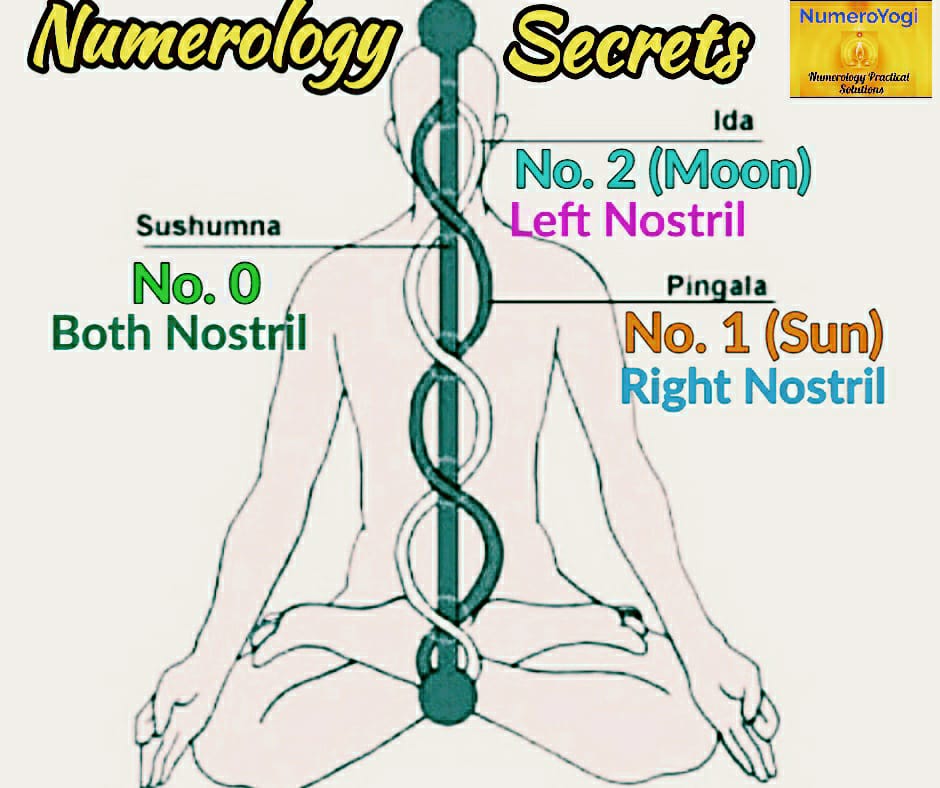 Numerology Secrets
NumeroYogi
Numerology Practical
Solutions
Ida
No. 2 (Moon)
Left Nostril
Sushumna
No. 0
Both Nostril
Pingala
No. 1 (Sun)
Right Nostril